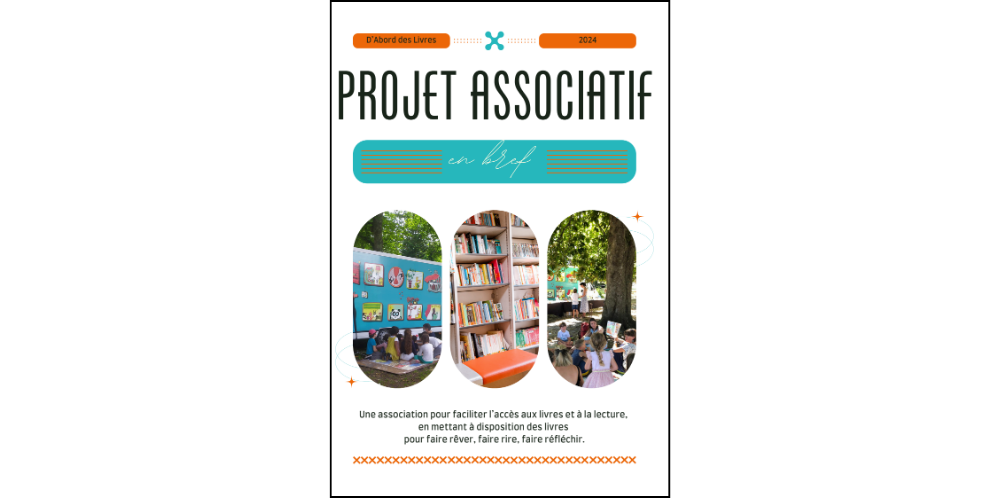 D'Abord des Livres
2024
PROJET ASSOCIATIF
en bref
Une association pour faciliter l'accès aux livres et à la lecture,
en mettant à disposition des livres
pour faire rêver, faire rire, faire réfléchir.